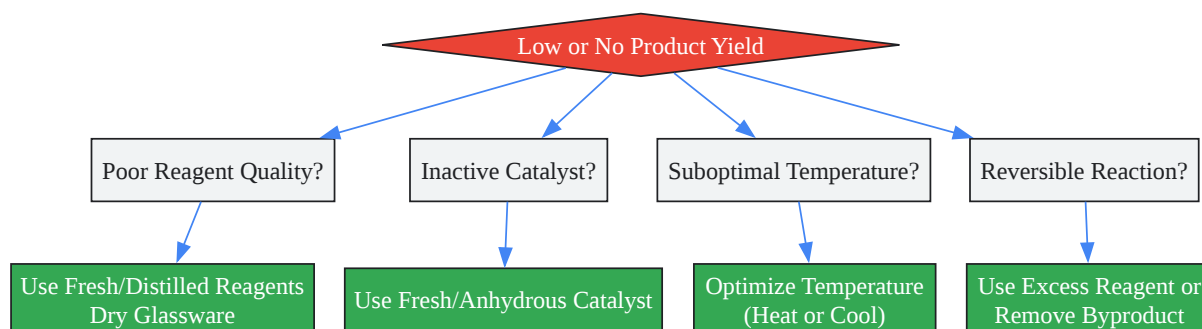 Low or No Product Yield
Poor Reagent Quality?
Inactive Catalyst?
Suboptimal Temperature?
Reversible Reaction?
Use Fresh/Distilled Reagents
Dry Glassware
Use Fresh/Anhydrous Catalyst
Optimize Temperature
(Heat or Cool)
Use Excess Reagent or
Remove Byproduct